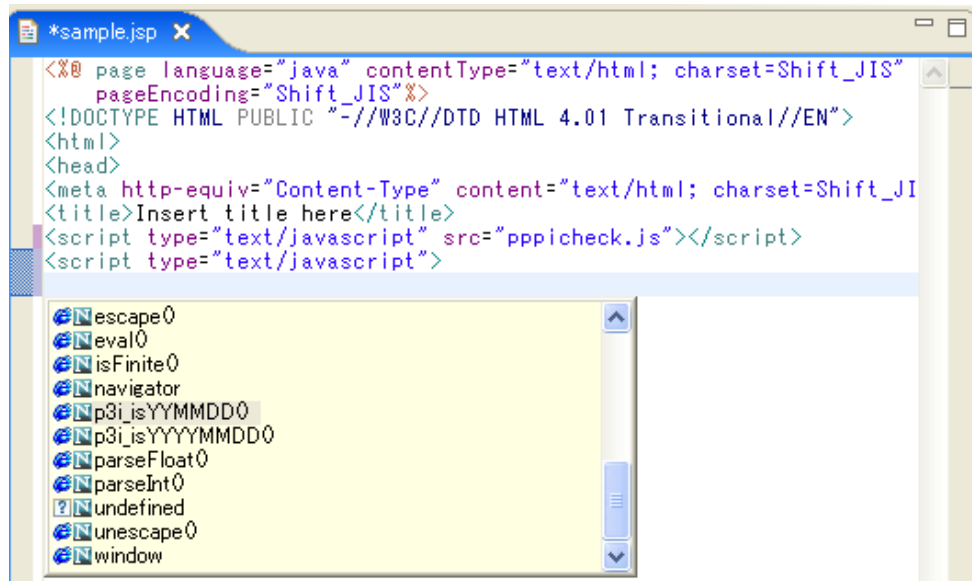 *sample.jsp
<%@ page language="java" contentType="text/html; charset=Shift_JIS"
pageEncoding="Shift_JIS"%>
<!DOCTYPE HTML PUBLIC "-//W3C//DTD HTML 4.01 Transitional//EN">
<html>
<head>
<meta http-equiv="Content-Type" content="text/html; charset=Shift_JI
<title>Insert title here</title>
<script type="text/javascript" src="pppicheck.js"></script>
<script type="text/javascript">
escape()
eval()
isFinite()
navigator
p3i_isYYMMDD()
p3i_isYYYYMMDD()
parseFloat()
parseInt()
undefined
unescape()
window